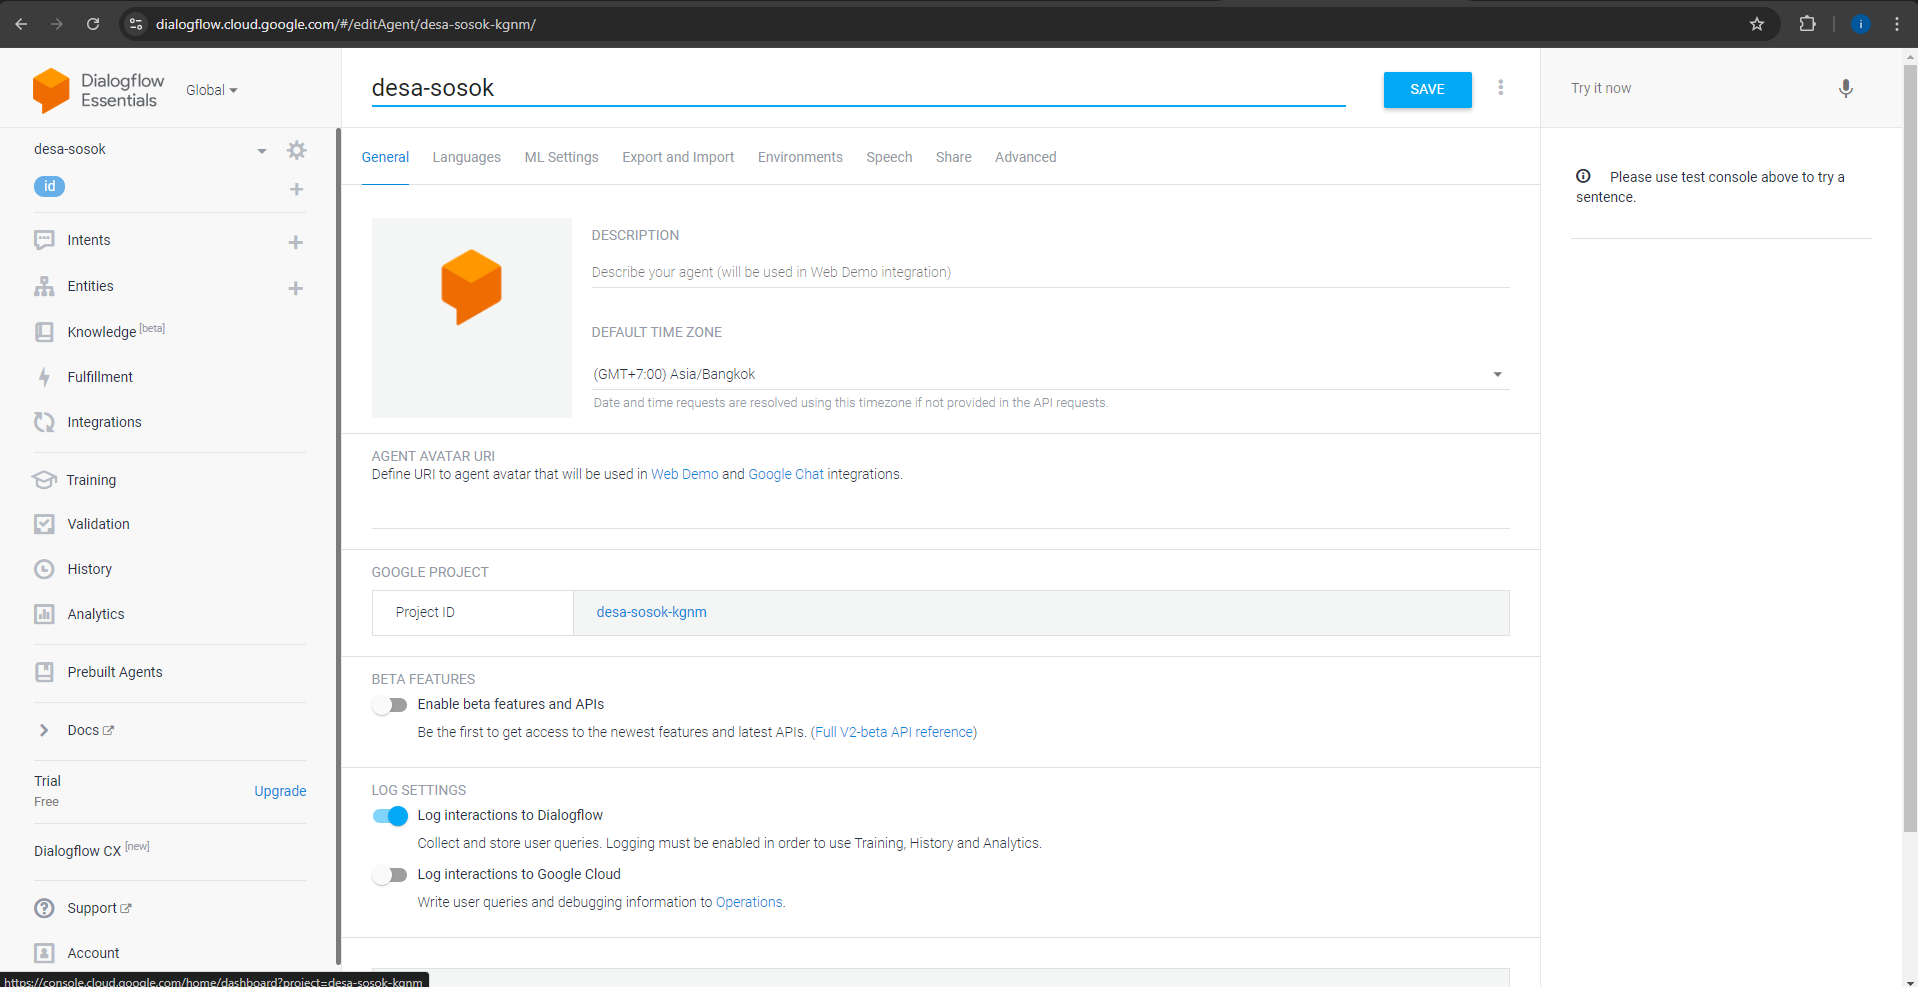 dialogflow.cloud.google.com/#/editAgent/desa-sosok-kgnm/
i
Dialogflow
Essentials
Global
desa-sosok
id
Intents
Entities
Knowledge [beta]
Fulfillment
Integrations
Training
Validation
History
Analytics
Prebuilt Agents
Docs
Trial
Free
Upgrade
Dialogflow CX [new]
Support
Account
https://console.cloud.google.com/home/dashboard?project=desa-sosok-kgnm
desa-sosok
SAVE
General
Languages
ML Settings
Export and Import
Environments
Speech
Share
Advanced
DESCRIPTION
Describe your agent (will be used in Web Demo integration)
DEFAULT TIME ZONE
(GMT+7:00) Asia/Bangkok
Date and time requests are resolved using this timezone if not provided in the API requests.
AGENT AVATAR URI
Define URI to agent avatar that will be used in Web Demo and Google Chat integrations.
GOOGLE PROJECT
Project ID
desa-sosok-kgnm
BETA FEATURES
Enable beta features and APIs
Be the first to get access to the newest features and latest APIs. (Full V2-beta API reference)
LOG SETTINGS
Log interactions to Dialogflow
Collect and store user queries. Logging must be enabled in order to use Training, History and Analytics.
Log interactions to Google Cloud
Write user queries and debugging information to Operations.
Try it now
Please use test console above to try a
sentence.